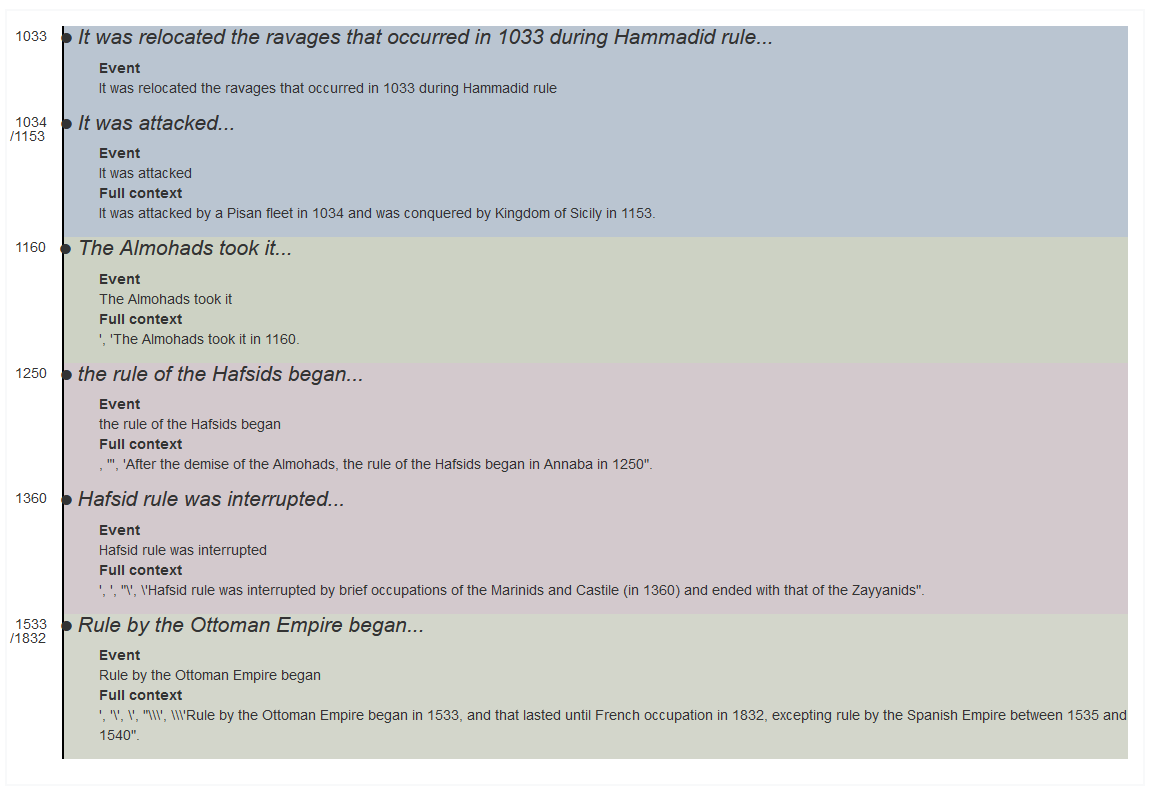 1033
It was relocated the ravages that occurred in 1033 during Hammadid rule...
Event
It was relocated the ravages that occurred in 1033 during Hammadid rule
1034
/1153
It was attacked...
Event
It was attacked
Full context
It was attacked by a Pisan fleet in 1034 and was conquered by Kingdom of Sicily in 1153.
1160
The Almohads took it...
Event
The Almohads took it
Full context
', 'The Almohads took it in 1160.
1250
the rule of the Hafsids began...
Event
the rule of the Hafsids began
Full context
, '"', 'After the demise of the Almohads, the rule of the Hafsids began in Annaba in 1250".
1360
Hafsid rule was interrupted...
Event
Hafsid rule was interrupted
Full context
', ', "\', \'Hafsid rule was interrupted by brief occupations of the Marinids and Castile (in 1360) and ended with that of the Zayyanids".
1533
/1832
Rule by the Ottoman Empire began...
Event
Rule by the Ottoman Empire began
Full context
', '\', \', "\\\', \\\'Rule by the Ottoman Empire began in 1533, and that lasted until French occupation in 1832, excepting rule by the Spanish Empire between 1535 and
1540".